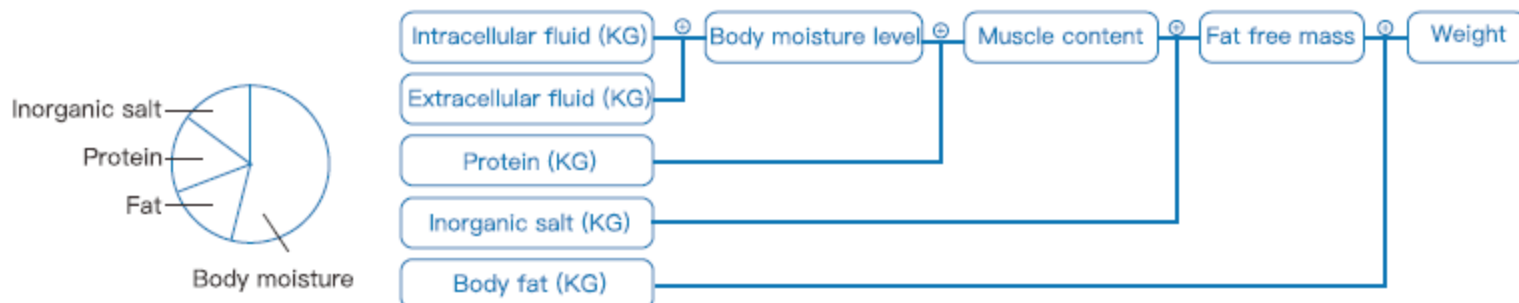 Inorganic salt
Protein
Fat
Body moisture
Intracellular fluid (KG)
Body moisture level
Muscle content
Fat free mass
Weight
Extracellular fluid (KG)
Protein (KG)
Inorganic salt (KG)
Body fat (KG)